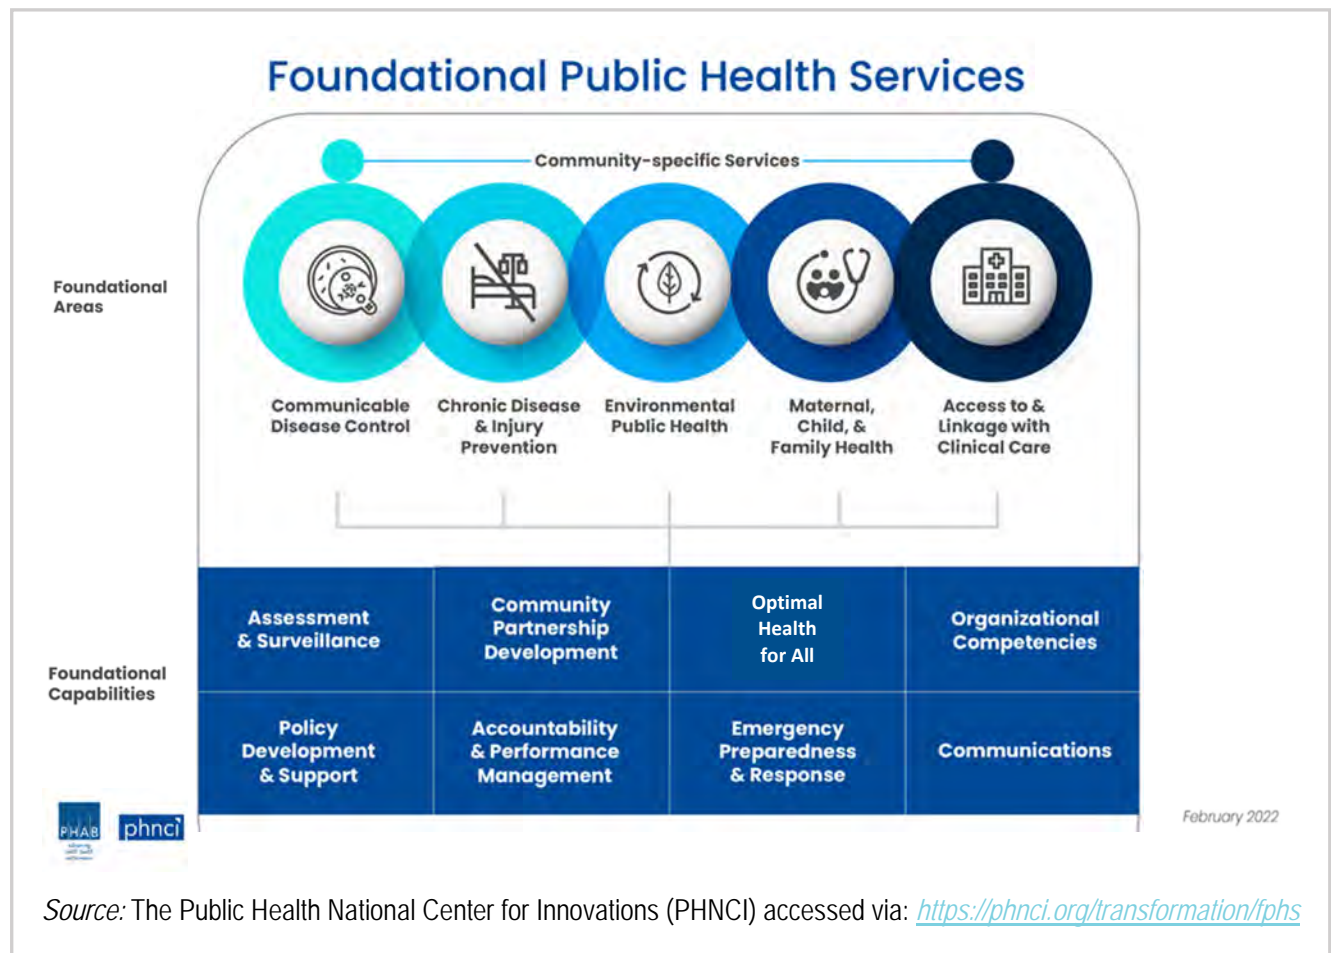 Foundational Public Health Services
Community-specific Services
Foundational
Areas
Communicable
Disease Control
Chronic Disease
& Injury
Prevention
Environmental
Public Health
Maternal,
Child, &
Family Health
Access to &
Linkage with
Clinical Care
Foundational
Capabilities
Assessment
& Surveillance
Community
Partnership
Development
Optimal
Health
for All
Organizational
Competencies
Policy
Development
& Support
Accountability
& Performance
Management
Emergency
Preparedness
& Response
Communications
PHAB
phnci
February 2022
Source: The Public Health National Center for Innovations (PHNCI) accessed via: https://phnci.org/transformation/fphs